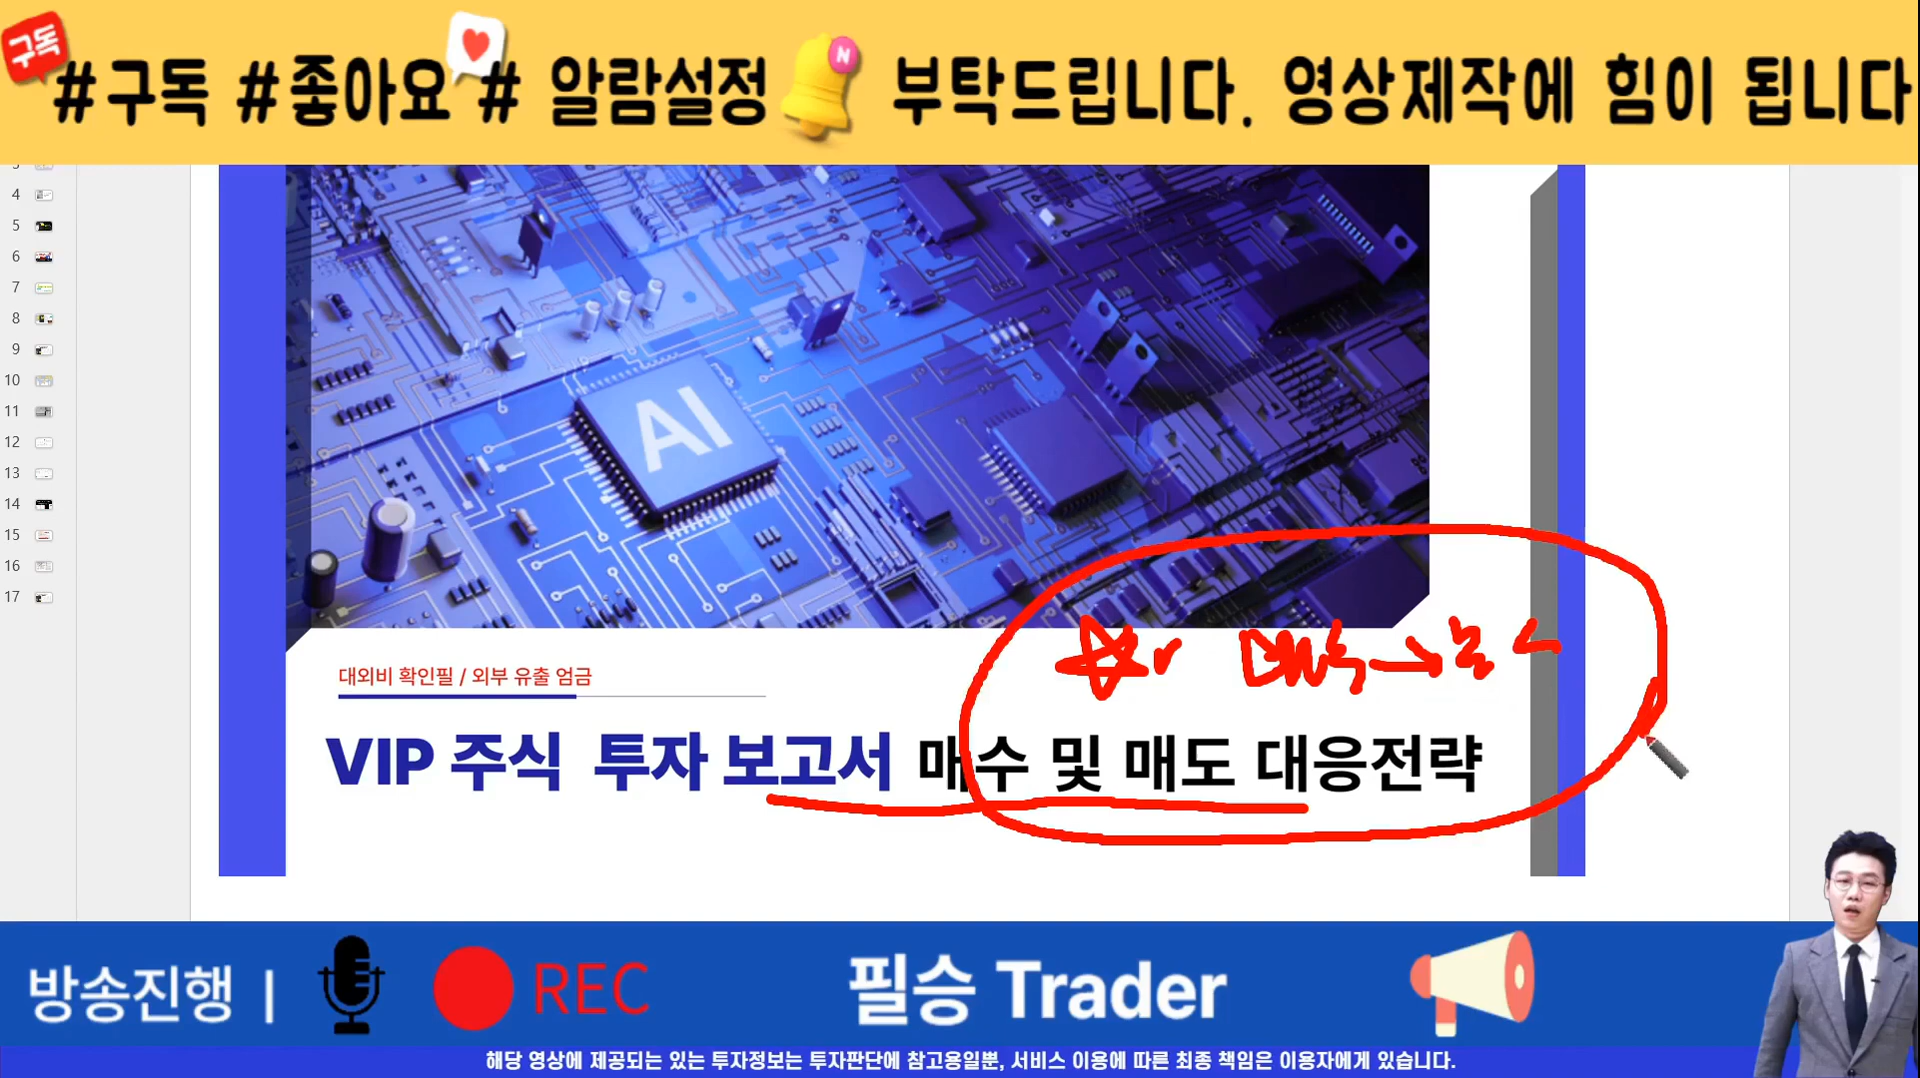 구독
#구독 #좋아요 # 알람설정 N 부탁드립니다. 영상제작에 힘이 됩니다
4
5
6
7
8
9
10
11
12
13
14
15
16
17
AI
대외비 확인필 / 외부 유출 엄금
VIP 주식 투자 보고서 매수 및 매도 대응전략
방송진행 | REC 필승 Trader
해당 영상에 제공되는 있는 투자정보는 투자판단에 참고용일뿐, 서비스 이용에 따른 최종 책임은 이용자에게 있습니다.